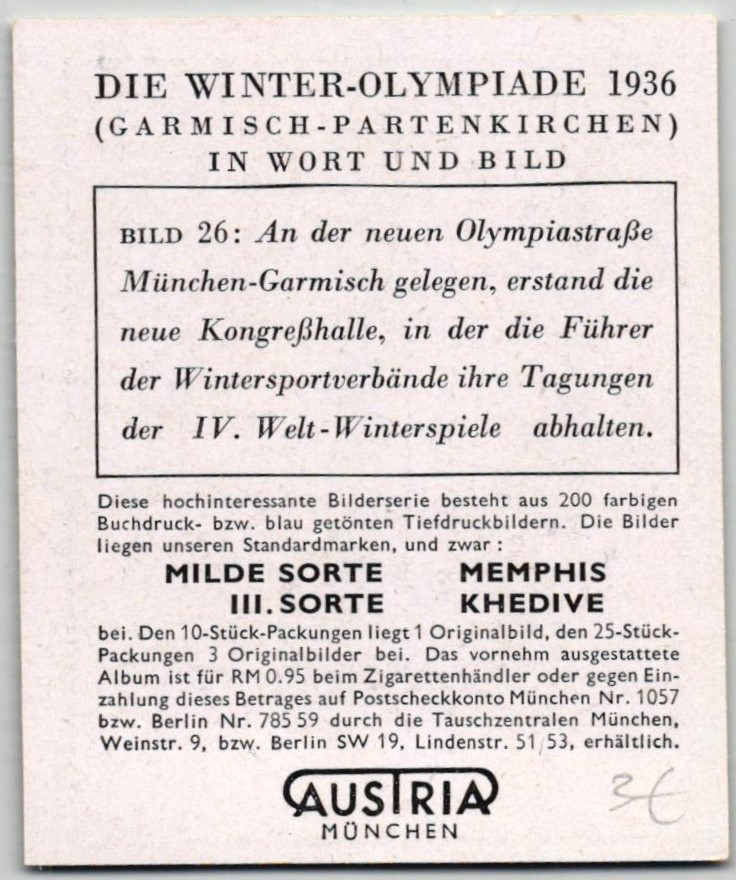 DIE WINTER-OLYMPIADE 1936
(GARMISCH-PARTENKIRCHEN)
IN WORT UND BILD
BILD 26: An der neuen Olympiastraße
München-Garmisch gelegen, erstand die
neue Kongreßhalle, in der die Führer
der Wintersportverbände ihre Tagungen
der IV. Welt-Winterspiele abhalten.
Diese hochinteressante Bilderserie besteht aus 200 farbigen
Buchdruck- bzw. blau getönten Tiefdruckbildern. Die Bilder
liegen unseren Standardmarken, und zwar:
MILDE SORTE MEMPHIS
III. SORTE KHEDIVE
bei. Den 10-Stück-Packungen liegt 1 Originalbild, den 25-Stück-
Packungen 3 Originalbilder bei. Das vornehm ausgestattete
Album ist für RM 0.95 beim Zigarettenhändler oder gegen Ein-
zahlung dieses Betrages auf Postscheckkonto München Nr. 1057
bzw. Berlin Nr. 785 59 durch die Tauschzentralen München,
Weinstr. 9, bzw. Berlin SW 19, Lindenstr. 51/53, erhältlich.
AUSTRIA
MÜNCHEN
3€